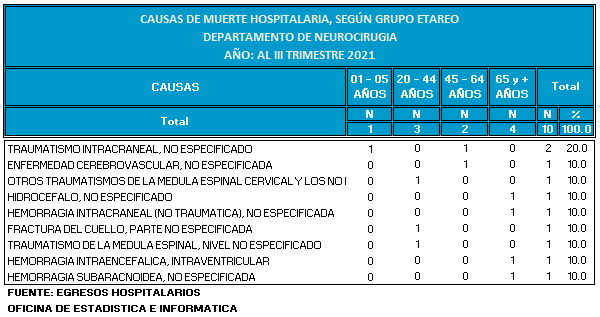 CAUSAS DE MUERTE HOSPITALARIA, SEGÚN GRUPO ETAREO
DEPARTAMENTO DE NEUROCIRUGIA
AÑO: AL III TRIMESTRE 2021
CAUSAS 01 - 05 AÑOS 20 - 44 AÑOS 45 - 64 AÑOS 65 y + AÑOS Total
N N N N N %
Total 1 3 2 4 10 100.0
TRAUMATISMO INTRACRANEAL, NO ESPECIFICADO 1 0 1 0 2 20.0
ENFERMEDAD CEREBROVASCULAR, NO ESPECIFICADA 0 0 1 0 1 10.0
OTROS TRAUMATISMOS DE LA MEDULA ESPINAL CERVICAL Y LOS NO 0 1 0 0 1 10.0
HIDROCEFALO, NO ESPECIFICADO 0 0 0 1 1 10.0
HEMORRAGIA INTRACRANEAL (NO TRAUMATICA), NO ESPECIFICADA 0 0 0 1 1 10.0
FRACTURA DEL CUELLO, PARTE NO ESPECIFICADA 0 1 0 0 1 10.0
TRAUMATISMO DE LA MEDULA ESPINAL, NIVEL NO ESPECIFICADO 0 1 0 0 1 10.0
HEMORRAGIA INTRAENCEFALICA, INTRAVENTRICULAR 0 0 0 1 1 10.0
HEMORRAGIA SUBARACNOIDEA, NO ESPECIFICADA 0 0 0 1 1 10.0
FUENTE: EGRESOS HOSPITALARIOS
OFICINA DE ESTADISTICA E INFORMATICA